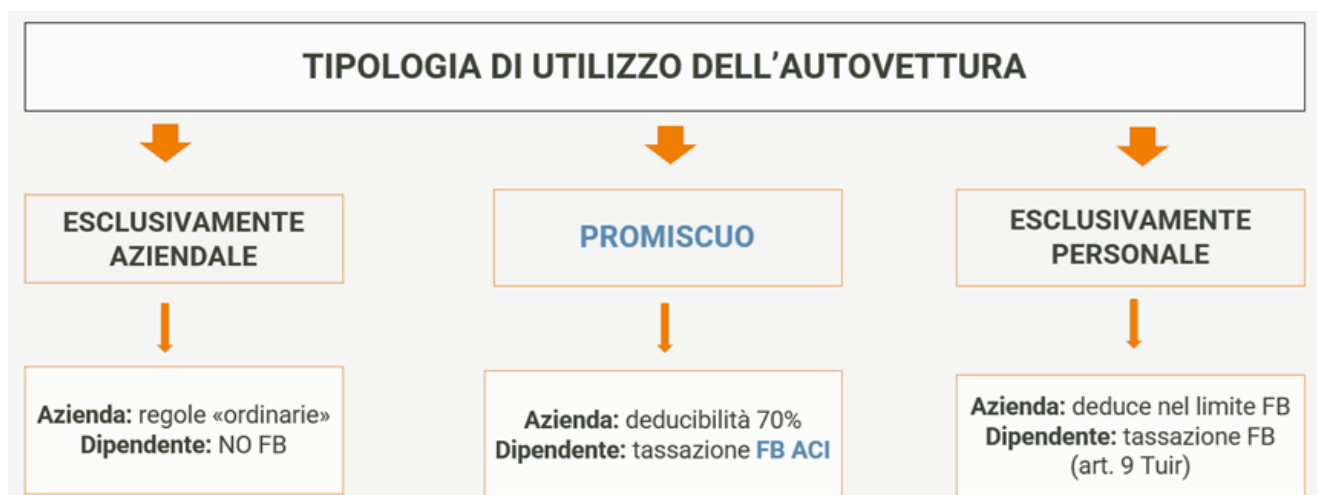 TIPOLOGIA DI UTILIZZO DELL’AUTOVETTURA
ESCLUSIVAMENTE
AZIENDALE
Azienda: regole «ordinarie»
Dipendente: NO FB
PROMISCUO
Azienda: deducibilità 70%
Dipendente: tassazione FB ACI
ESCLUSIVAMENTE
PERSONALE
Azienda: deduce nel limite FB
Dipendente: tassazione FB
(art. 9 Tuir)